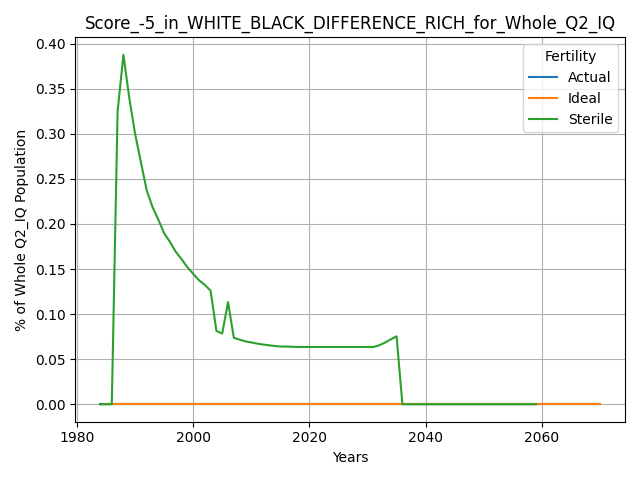 Score_-5_in_WHITE_BLACK_DIFFERENCE_RICH_for_Whole_Q2_IQ
Fertility
Actual
Ideal
Sterile
% of Whole Q2_IQ Population
0.40
0.35
0.30
0.25
0.20
0.15
0.10
0.05
0.00
1980 2000 2020 2040 2060
Years